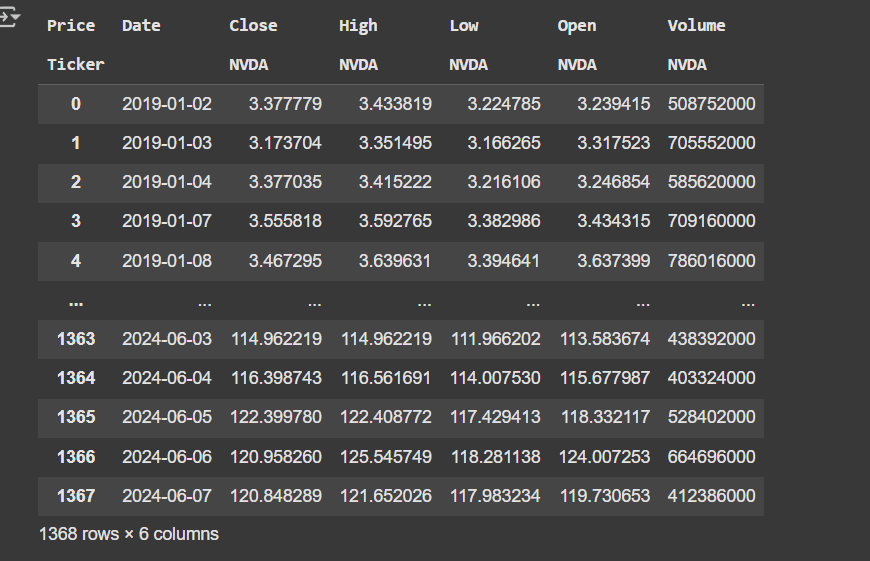 Price Date Close High Low Open Volume
Ticker NVDA NVDA NVDA NVDA NVDA
0 2019-01-02 3.377779 3.433819 3.224785 3.239415 508752000
1 2019-01-03 3.173704 3.351495 3.166265 3.317523 705552000
2 2019-01-04 3.377035 3.415222 3.216106 3.246854 585620000
3 2019-01-07 3.555818 3.592765 3.382986 3.434315 709160000
4 2019-01-08 3.467295 3.639631 3.394641 3.637399 786016000
... ... ... ... ... ... ...
1363 2024-06-03 114.962219 114.962219 111.966202 113.583674 438392000
1364 2024-06-04 116.398743 116.561691 114.007530 115.677987 403324000
1365 2024-06-05 122.399780 122.408772 117.429413 118.332117 528402000
1366 2024-06-06 120.958260 125.545749 118.281138 124.007253 664696000
1367 2024-06-07 120.848289 121.652026 117.983234 119.730653 412386000
1368 rows × 6 columns